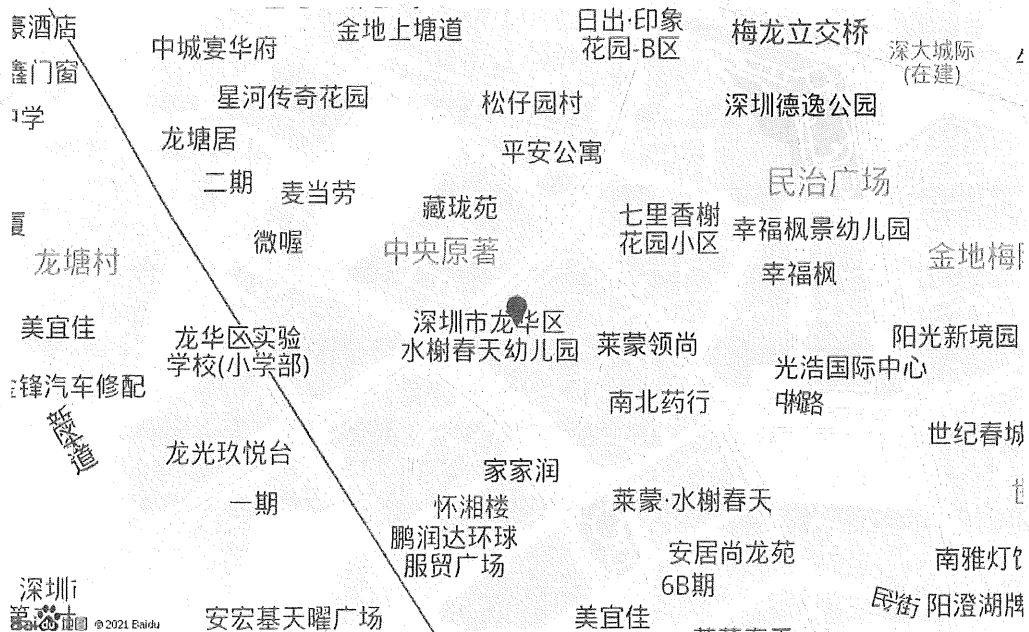 豪酒店
中城宴华府
金地上塘道
日出·印象
花园-B区
梅龙立交桥
深大城际
(在建)
鑫门窗
星河传奇花园
松仔园村
深圳德逸公园
中学
龙塘居
平安公寓
二期
麦当劳
民治广场
藏珑苑
七里香榭
花园小区
幸福枫景幼儿园
厦
微喔
中央原著
龙塘村
金地梅
幸福枫
美宜佳
龙华区实验
学校(小学部)
深圳市龙华区
水榭春天幼儿园
莱蒙领尚
阳光新境园
光浩国际中心
锋汽车修配
南北药行
世纪春城
龙光玖悦台
家家润
一期
怀湘楼
莱蒙·水榭春天
鹏润达环球
服贸广场
安居尚龙苑
6B期
南雅灯饰
深圳市
民街
阳澄湖牌
安宏基天曜广场
美宜佳
Bai 地图
© 2021 Baidu